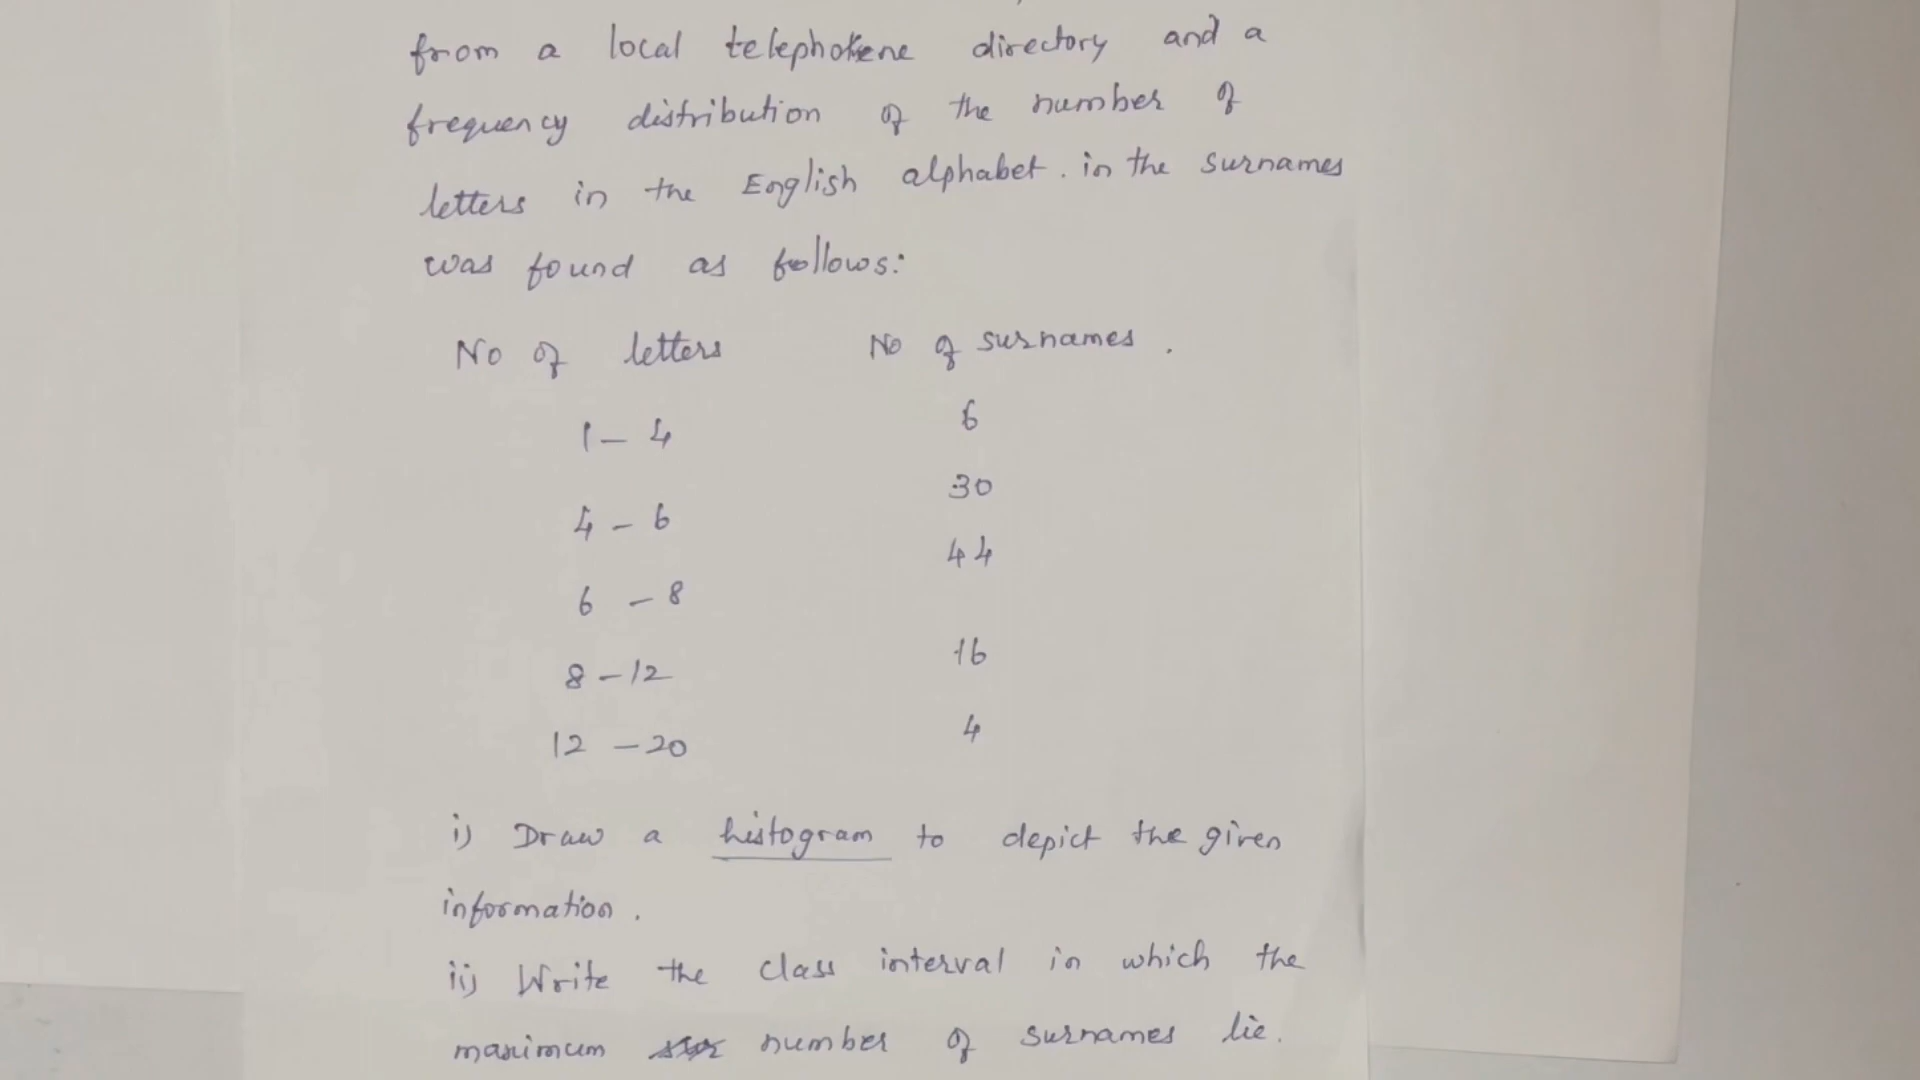 from a local telephone directory and a
frequency distribution of the number of
letters in the English alphabet. in the surnames
was found as follows:
No of letters No of surnames.
1 - 4 6
4 - 6 30
6 - 8 44
8 - 12 16
12 - 20 4
i) Draw a histogram to depict the given
information.
ii) Write the class interval in which the
maximum number of surnames lie.